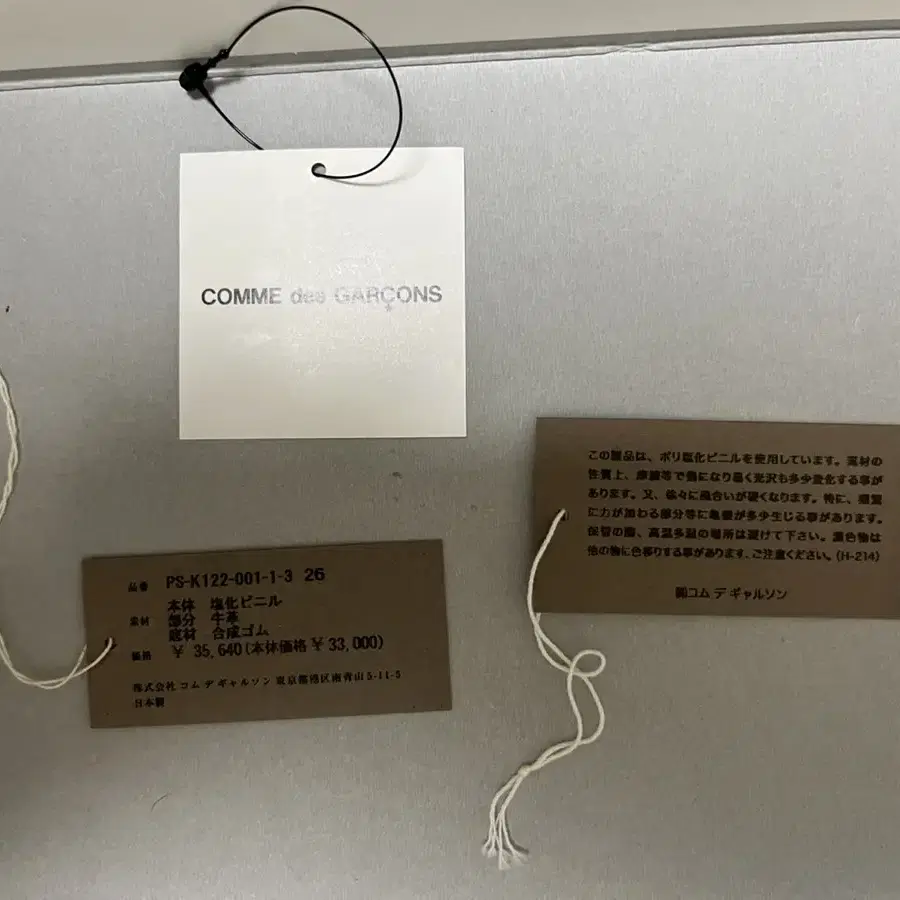 COMME des GARÇONS
この製品は、ポリ塩化ビニルを使用しています。素材の
性質上、摩擦等で傷になり易く光沢も多少変化する事が
あります。又、徐々に風合いが硬くなります。特に、
に力が加わる部分等に亀裂が多少生じる事があります。
保管の際、高温多湿の場所は避けて下さい。濃色物は
他の物に色移りする事があります、ご注意ください。(H-214)
㈱コム デ ギャルソン
品番 PS-K122-001-1-3 26
素材 本体 塩化ビニル
部分 牛革
底材 合成ゴム
価格 ¥ 35,640(本体価格 ¥ 33,000)
株式会社 コム デ ギャルソン 東京都港区南青山 5-11-5
日本製